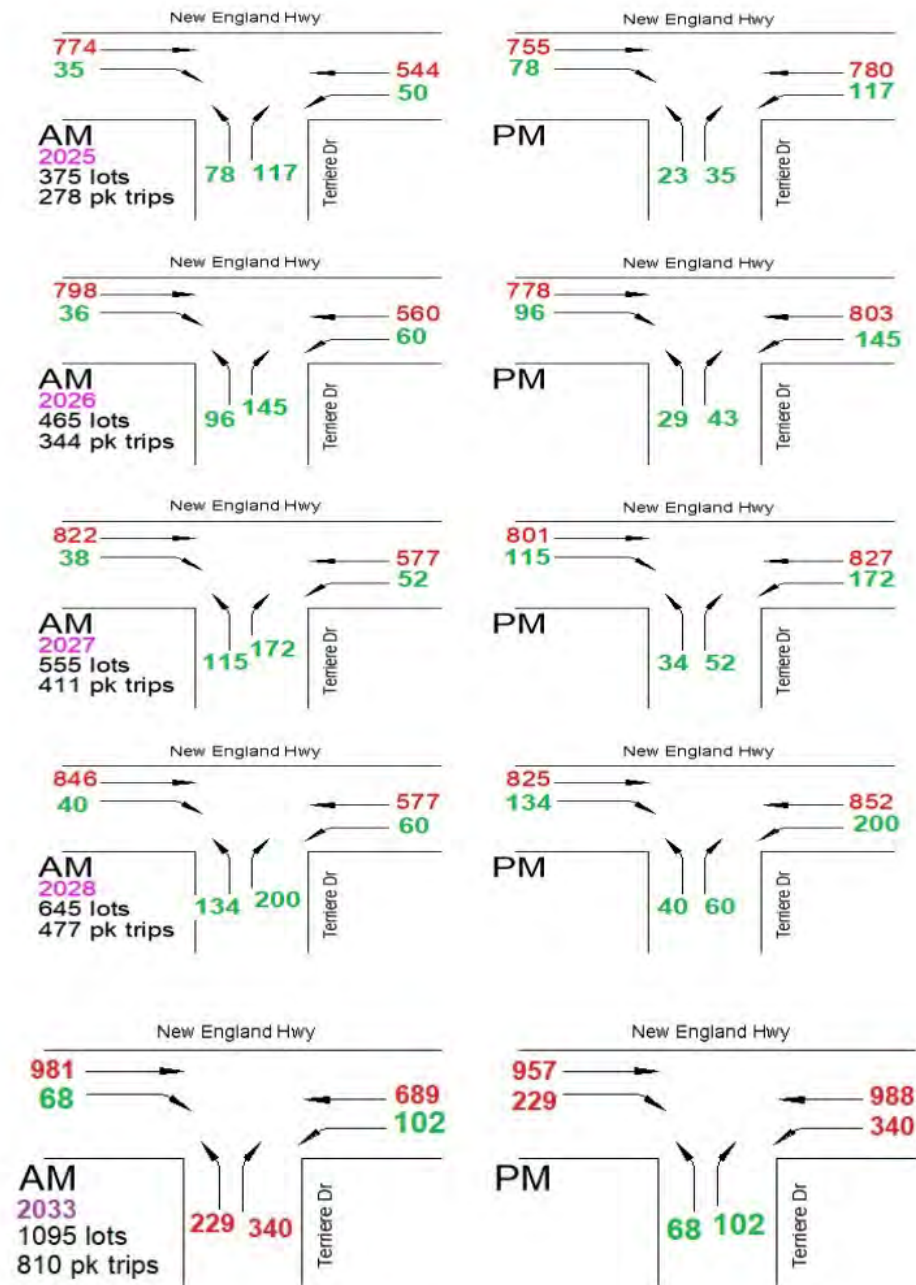 New England Hwy
774
35
544
50
AM
2025
375 lots
278 pk trips
78 117
Terriere Dr
New England Hwy
755
78
780
117
PM
23 35
Terriere Dr
New England Hwy
798
36
560
60
AM
2026
465 lots
344 pk trips
96 145
Terriere Dr
New England Hwy
778
96
803
145
PM
29 43
Terriere Dr
New England Hwy
822
38
577
52
AM
2027
555 lots
411 pk trips
115 172
Terriere Dr
New England Hwy
801
115
827
172
PM
34 52
Terriere Dr
New England Hwy
846
40
577
60
AM
2028
645 lots
477 pk trips
134 200
Terriere Dr
New England Hwy
825
134
852
200
PM
40 60
Terriere Dr
New England Hwy
981
68
689
102
AM
2033
1095 lots
810 pk trips
229 340
Terriere Dr
New England Hwy
957
229
988
340
PM
68 102
Terriere Dr